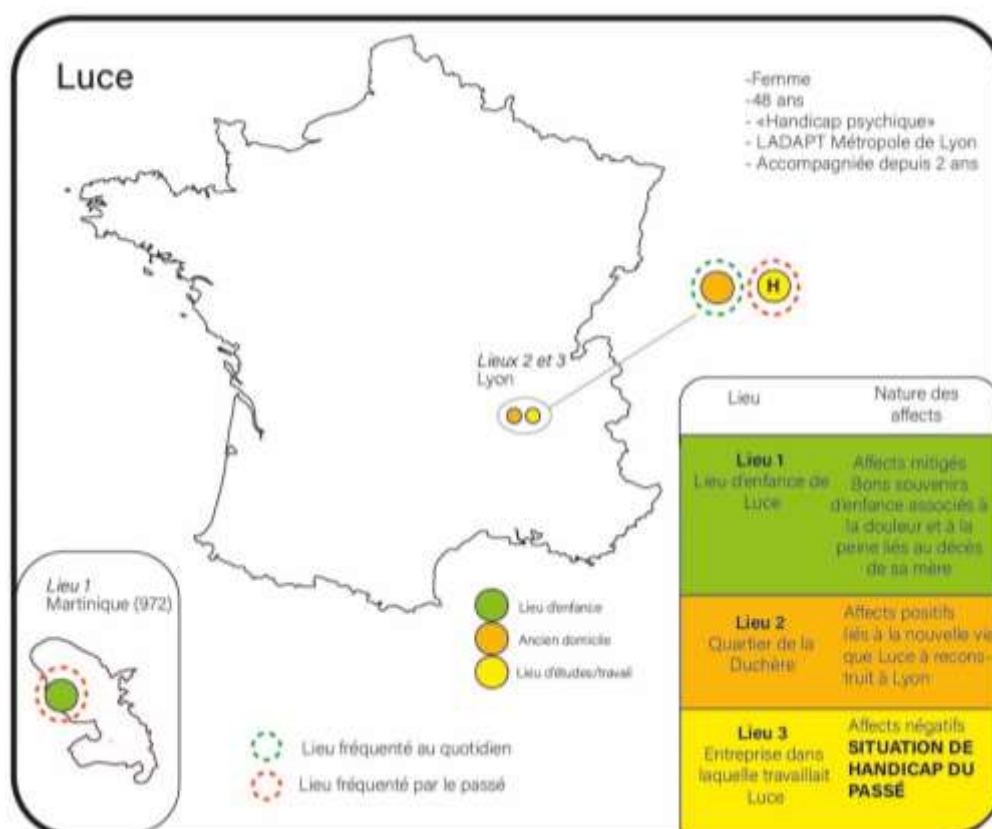 Luce
-Femme
-48 ans
- «Handicap psychique»
- LADAPT Métropole de Lyon
- Accompagniée depuis 2 ans
H
Lieux 2 et 3
Lyon
Lieu 1
Martinique (972)
Lieu d'enfance
Ancien domicile
Lieu d'études/travail
Lieu fréquenté au quotidien
Lieu fréquenté par le passé
Lieu
Nature des
affects
Lieu 1
Lieu d'enfance de
Luce
Affects mitigés
Bons souvenirs
d'enfance associés à
la douleur et à la
peine liés au décès
de sa mère
Lieu 2
Quartier de la
Duchère
Affects positifs
liés à la nouvelle vie
que Luce à recons-
truit à Lyon
Lieu 3
Entreprise dans
laquelle travaillait
Luce
Affects négatifs
SITUATION DE
HANDICAP DU
PASSÉ